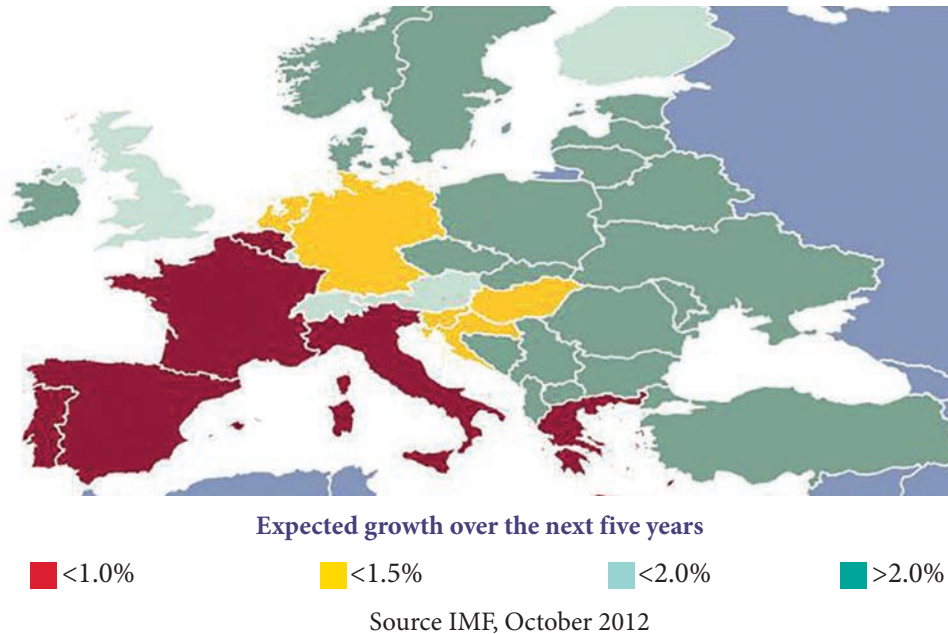 Expected growth over the next five years
<1.0% <1.5% <2.0% >2.0%
Source IMF, October 2012